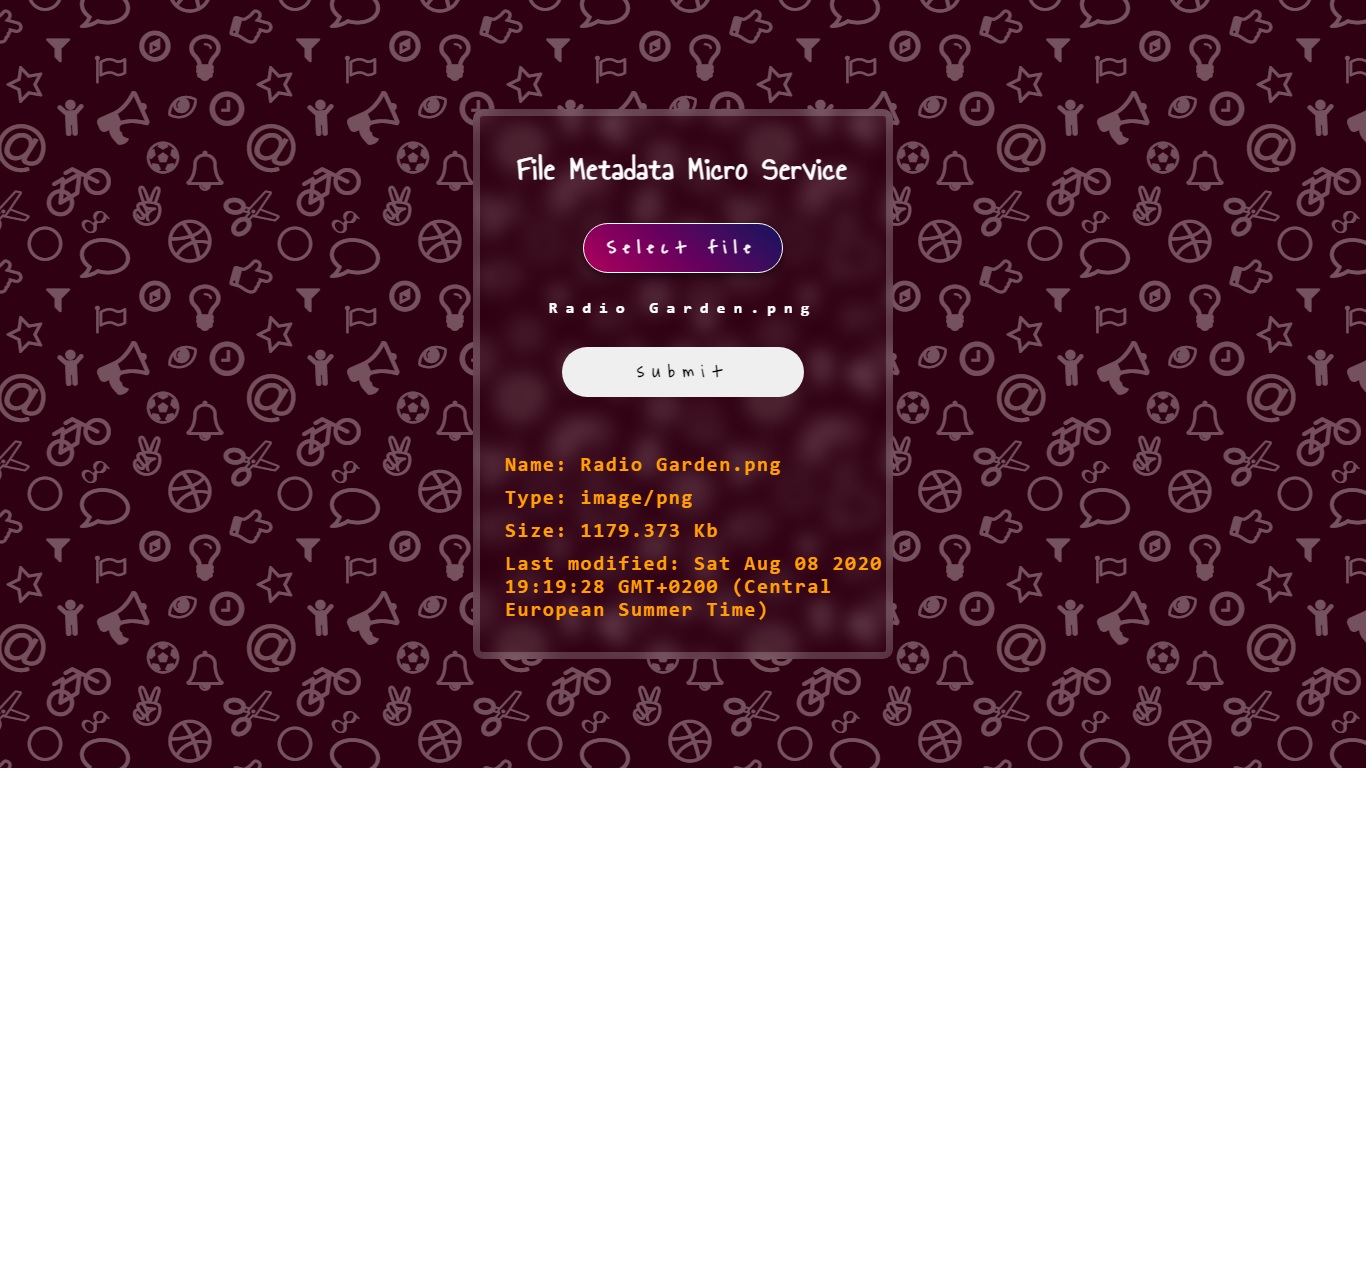 File Metadata Micro Service
Select file
Radio Garden.png
Submit
Name: Radio Garden.png
Type: image/png
Size: 1179.373 Kb
Last modified: Sat Aug 08 2020
19:19:28 GMT+0200 (Central
European Summer Time)